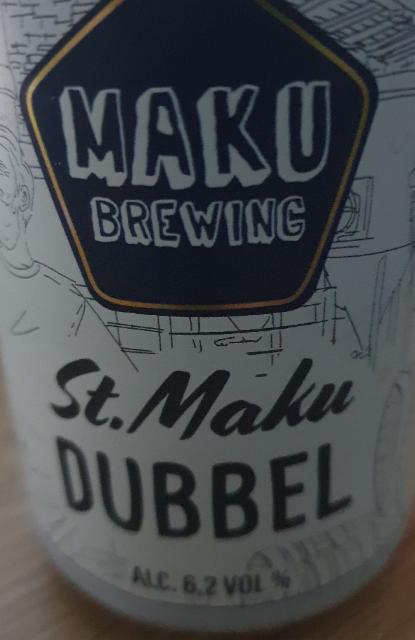 MAKU
BREWING
St. Maku
DUBBEL
ALC. 6,2 VOL %